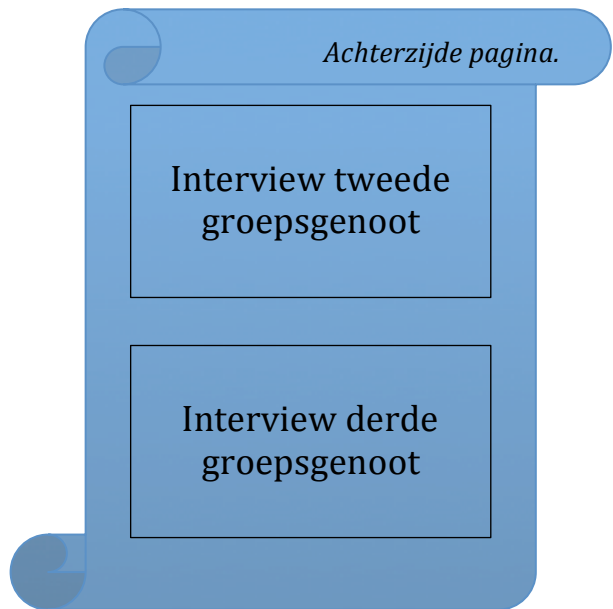 Achterzijde pagina.
Interview tweede
groepsgenoot
Interview derde
groepsgenoot